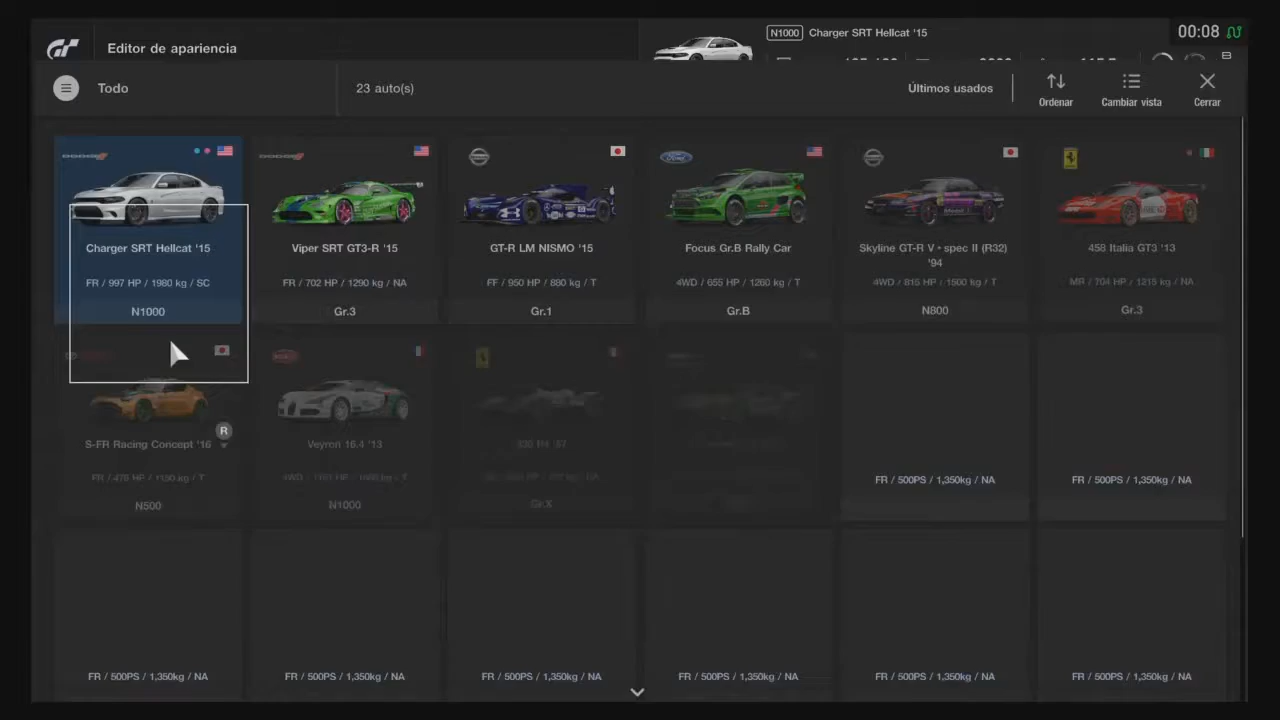 Editor de apariencia
N1000 Charger SRT Hellcat '15
00:08
Todo
23 auto(s)
Últimos usados
Ordenar
Cambiar vista
Cerrar
Charger SRT Hellcat '15
FR / 997 HP / 1980 kg / SC
N1000
Viper SRT GT3-R '15
FR / 702 HP / 1290 kg / NA
Gr.3
GT-R LM NISMO '15
FF / 950 HP / 880 kg / T
Gr.1
Ford
Focus Gr.B Rally Car
4WD / 655 HP / 1260 kg / T
Gr.B
Skyline GT-R V • spec II (R32)
'94
4WD / 815 HP / 1500 kg / T
N800
458 Italia GT3 '13
MR / 704 HP / 1215 kg / NA
Gr.3
R
S-FR Racing Concept '16
FR / 476 HP / 1150 kg / T
N500
Veyron 16.4 '13
N1000
Gr.X
FR / 500PS / 1,350kg / NA
FR / 500PS / 1,350kg / NA
FR / 500PS / 1,350kg / NA
FR / 500PS / 1,350kg / NA
FR / 500PS / 1,350kg / NA
FR / 500PS / 1,350kg / NA
FR / 500PS / 1,350kg / NA
FR / 500PS / 1,350kg / NA